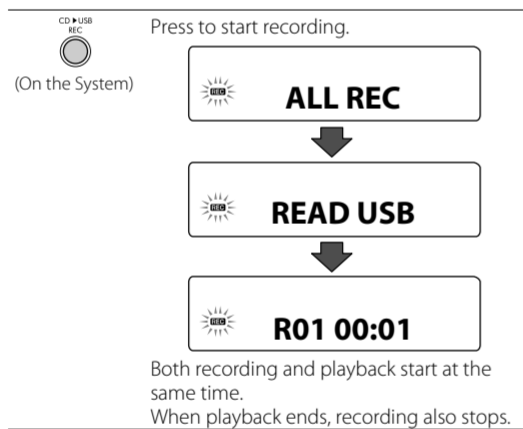 CD ▶ USB
REC
Press to start recording.
(On the System)
REC
ALL REC
REC
READ USB
REC
R01 00:01
Both recording and playback start at the
same time.
When playback ends, recording also stops.